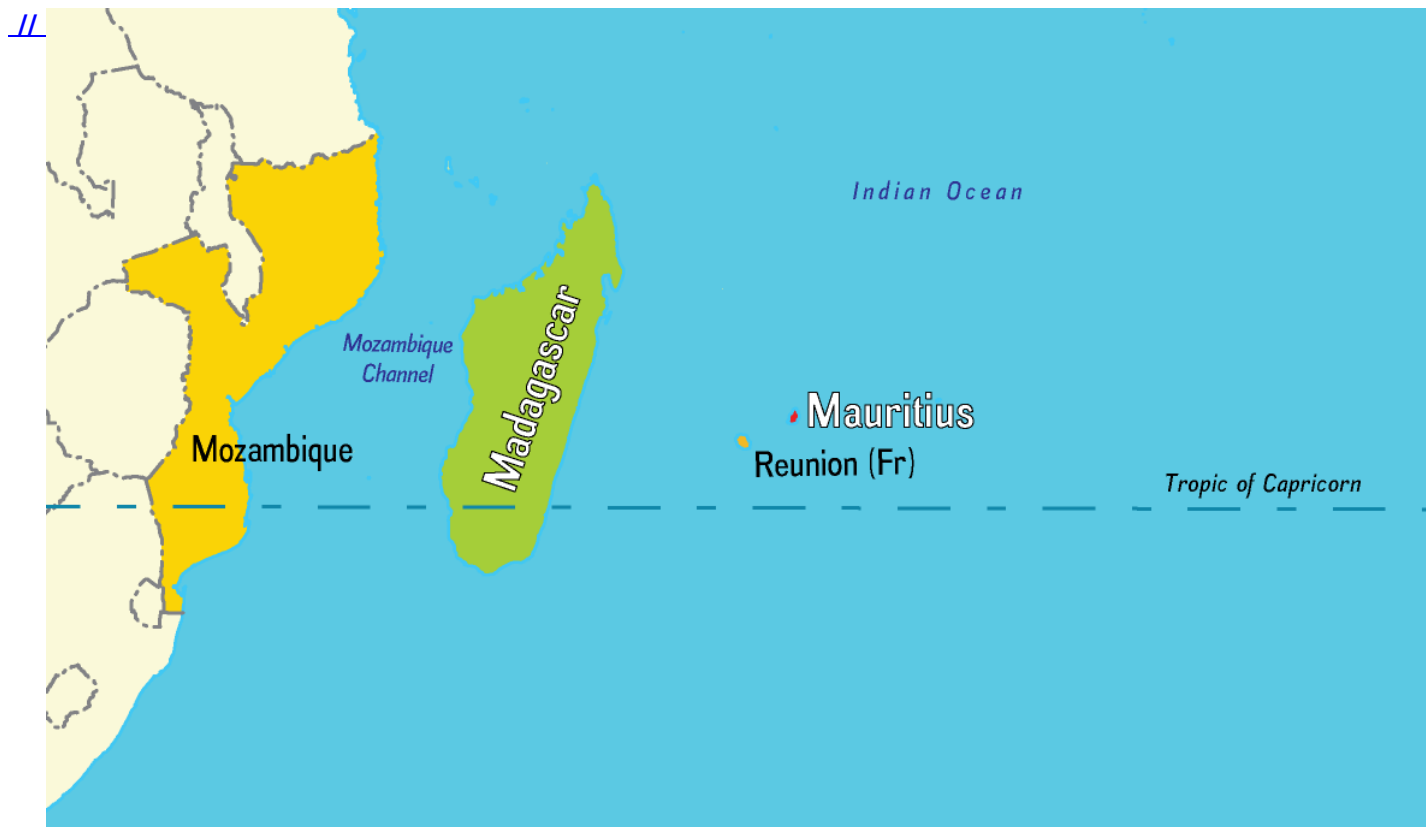 //
Indian Ocean
Mozambique
Channel
Madagascar
Mauritius
Mozambique
Reunion (Fr)
Tropic of Capricorn